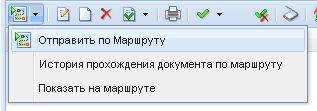 Отправить по Маршруту
История прохождения документа по маршруту
Показать на маршруте